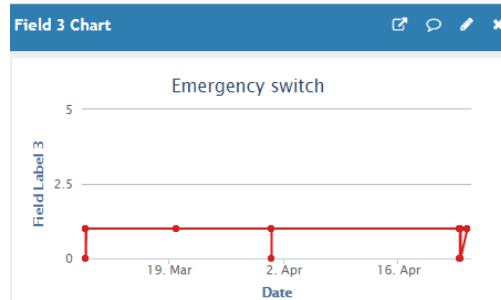 Field 3 Chart
Emergency switch
5
2.5
0
Field Label 3
19. Mar
2. Apr
16. Apr
Date